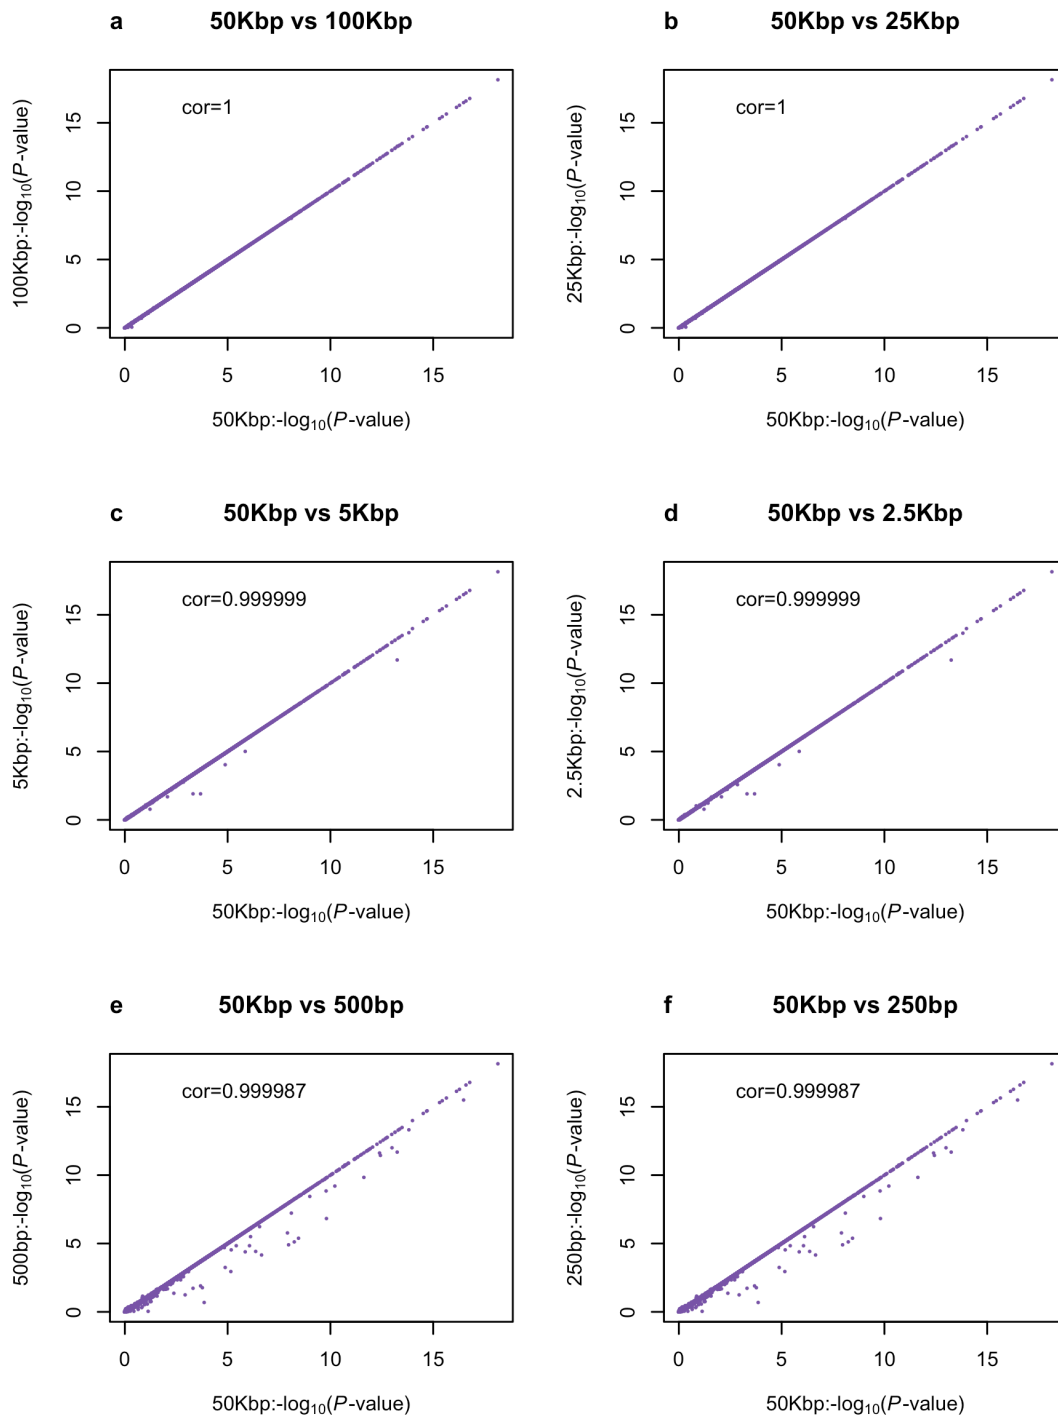 a 50Kbp vs 100Kbp
cor=1
100Kbp:-log10(P-value)
15
10
5
0
0 5 10 15
50Kbp:-log10(P-value)
b 50Kbp vs 25Kbp
cor=1
25Kbp:-log10(P-value)
15
10
5
0
0 5 10 15
50Kbp:-log10(P-value)
c 50Kbp vs 5Kbp
cor=0.999999
5Kbp:-log10(P-value)
15
10
5
0
0 5 10 15
50Kbp:-log10(P-value)
d 50Kbp vs 2.5Kbp
cor=0.999999
2.5Kbp:-log10(P-value)
15
10
5
0
0 5 10 15
50Kbp:-log10(P-value)
e 50Kbp vs 500bp
cor=0.999987
500bp:-log10(P-value)
15
10
5
0
0 5 10 15
50Kbp:-log10(P-value)
f 50Kbp vs 250bp
cor=0.999987
250bp:-log10(P-value)
15
10
5
0
0 5 10 15
50Kbp:-log10(P-value)